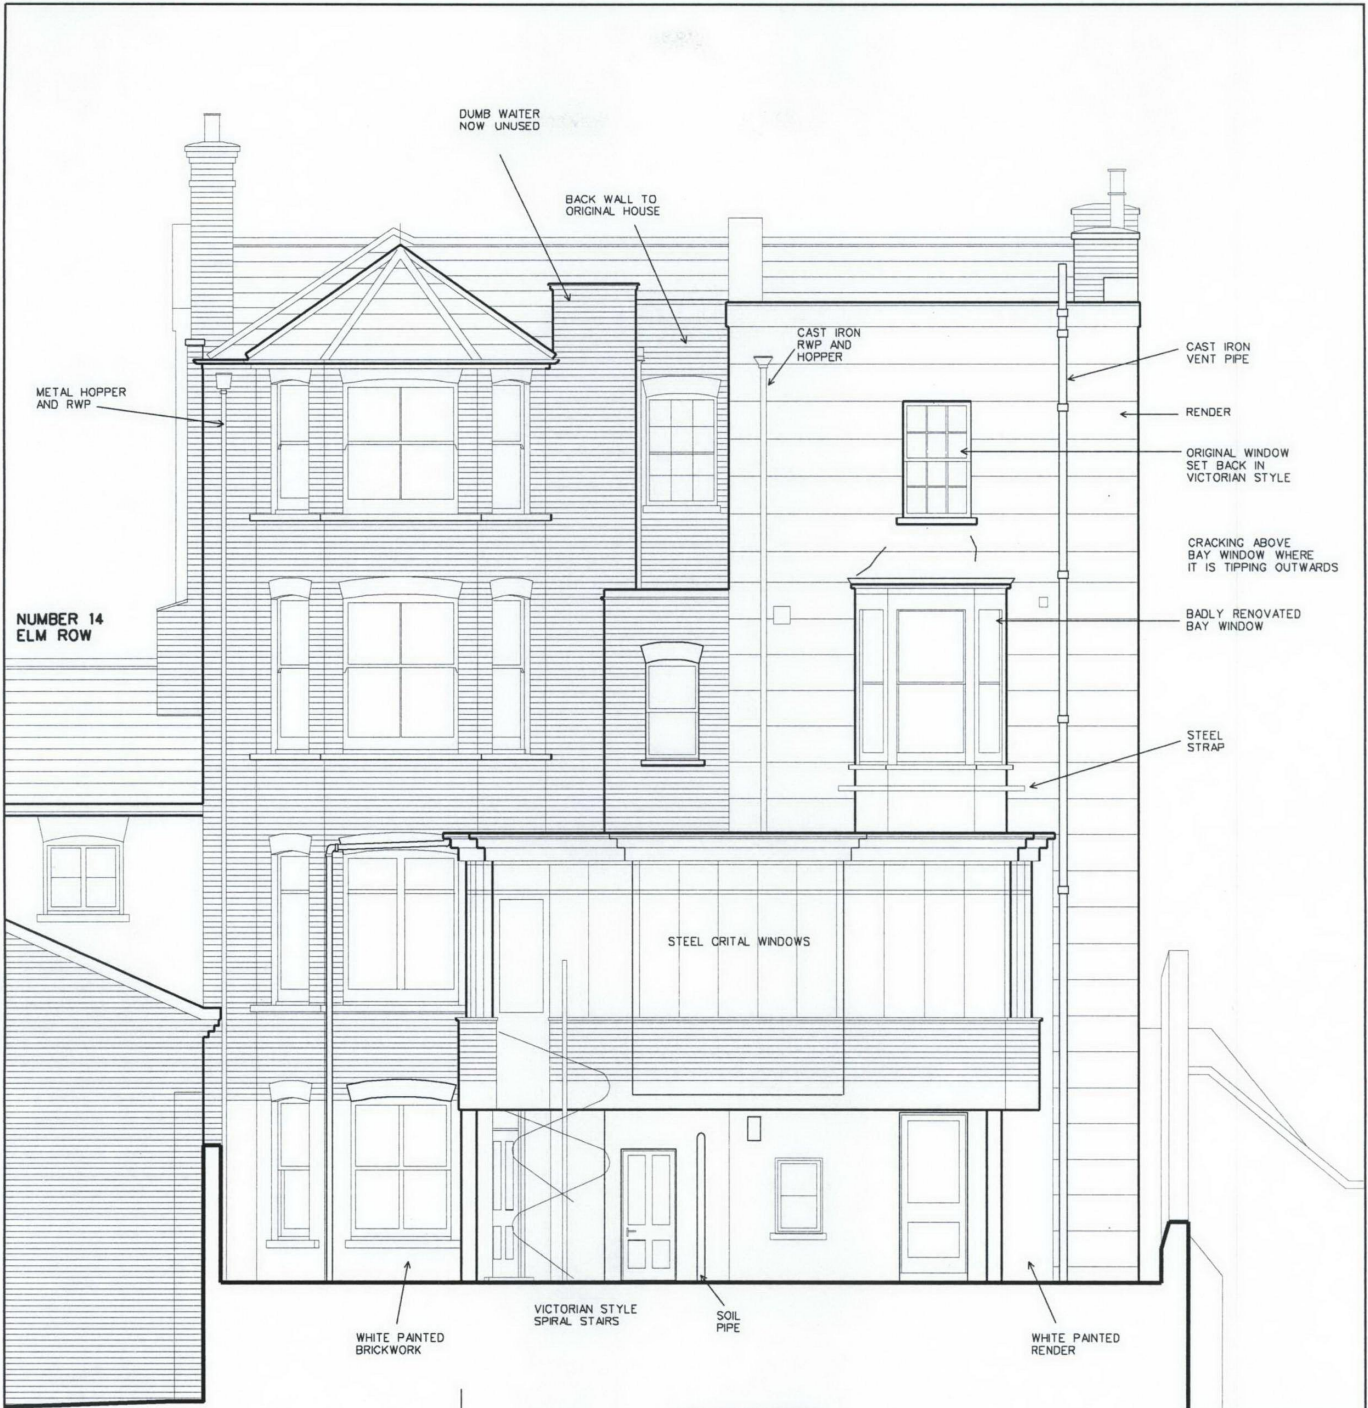 DUMB WAITER
NOW UNUSED
BACK WALL TO
ORIGINAL HOUSE
CAST IRON
RWP AND
HOPPER
CAST IRON
VENT PIPE
METAL HOPPER
AND RWP
RENDER
ORIGINAL WINDOW
SET BACK IN
VICTORIAN STYLE
CRACKING ABOVE
BAY WINDOW WHERE
IT IS TIPPING OUTWARDS
NUMBER 14
ELM ROW
BADLY RENOVATED
BAY WINDOW
STEEL
STRAP
STEEL CRITAL WINDOWS
VICTORIAN STYLE
SPIRAL STAIRS
SOIL
PIPE
WHITE PAINTED
BRICKWORK
WHITE PAINTED
RENDER